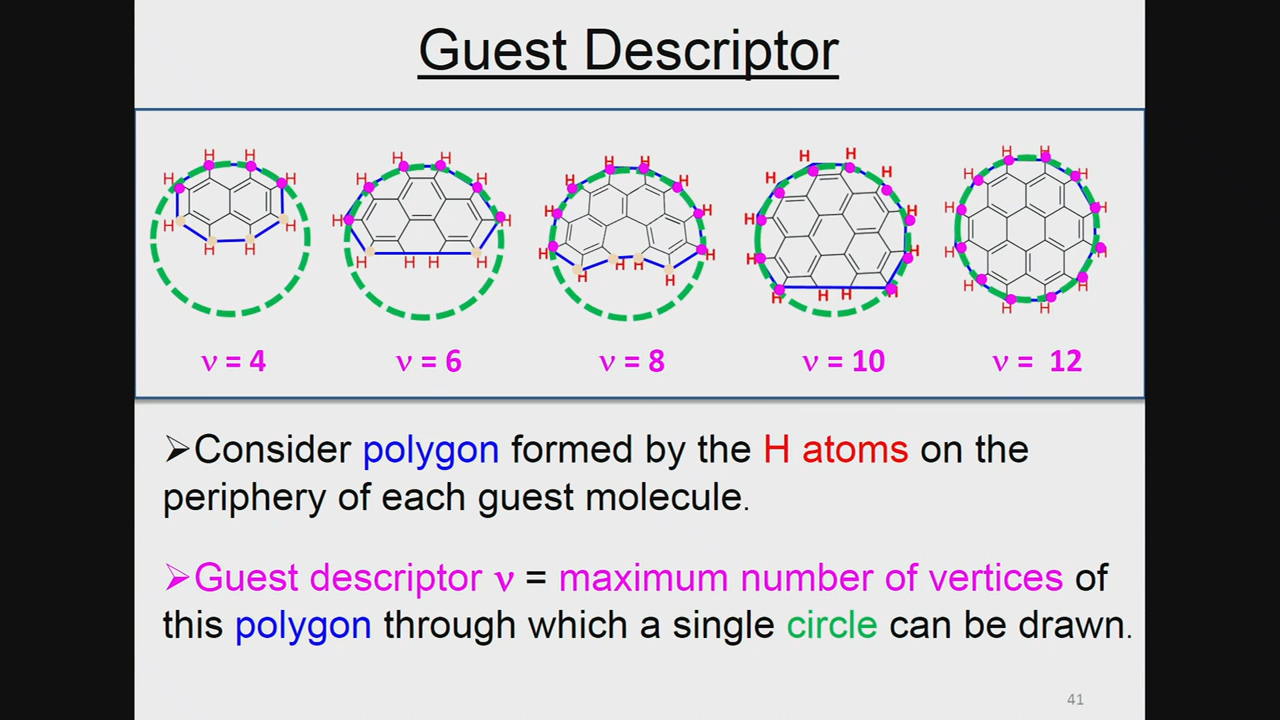 Guest Descriptor
H H H H H H H H
H H H H H H H H H H
H H H H H H H H H H H H
H H H H H H H H H H H H
H H H H H H H H H H H H
ν = 4
ν = 6
ν = 8
ν = 10
ν = 12
➢Consider polygon formed by the H atoms on the
periphery of each guest molecule.
➢Guest descriptor ν = maximum number of vertices of
this polygon through which a single circle can be drawn.
41